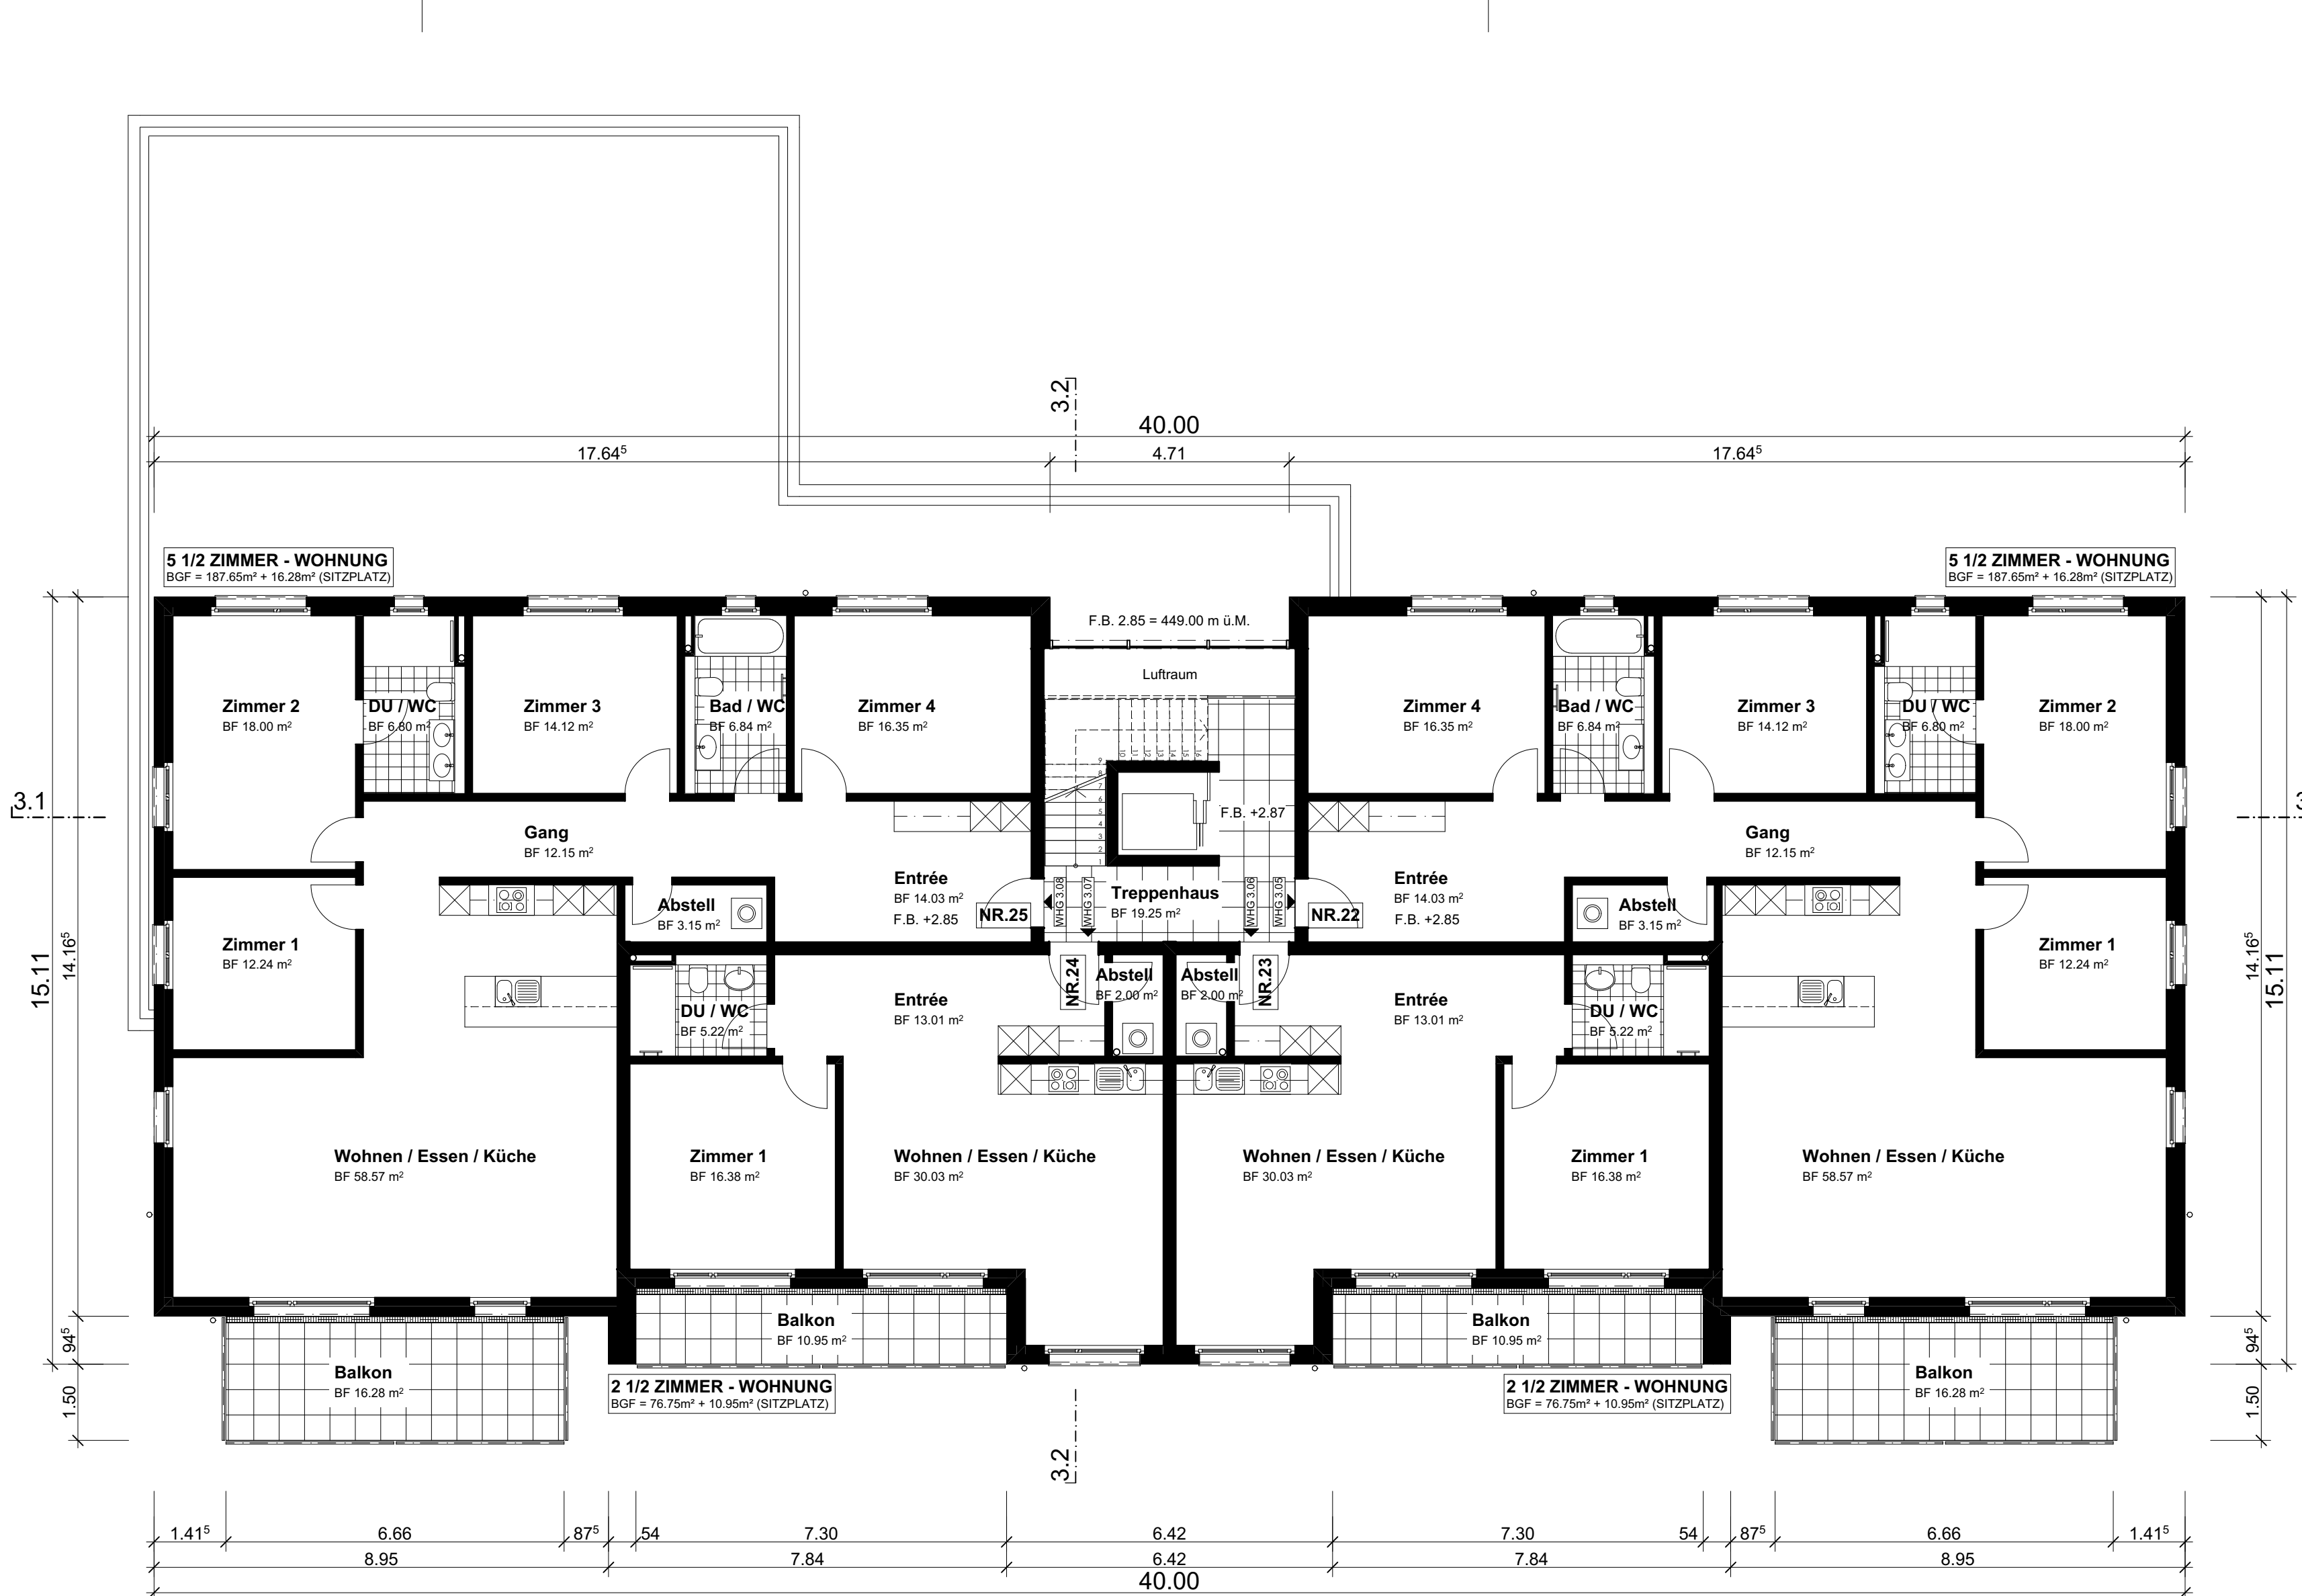 3.2
40.00
17.64⁵
4.71
17.64⁵
5 1/2 ZIMMER - WOHNUNG
BGF = 187.65m² + 16.28m² (SITZPLATZ)
5 1/2 ZIMMER - WOHNUNG
BGF = 187.65m² + 16.28m² (SITZPLATZ)
F.B. 2.85 = 449.00 m ü.M.
Luftraum
Zimmer 2
BF 18.00 m²
DU / WC
BF 6.80 m²
Zimmer 3
BF 14.12 m²
Bad / WC
BF 6.84 m²
Zimmer 4
BF 16.35 m²
Zimmer 4
BF 16.35 m²
Bad / WC
BF 6.84 m²
Zimmer 3
BF 14.12 m²
DU / WC
BF 6.80 m²
Zimmer 2
BF 18.00 m²
3.1
F.B. +2.87
Gang
BF 12.15 m²
Gang
BF 12.15 m²
9
8
7
6
5
4
3
2
1
Entrée
BF 14.03 m²
F.B. +2.85
NR.25
WHG 3.08
WHG 3.07
Treppenhaus
BF 19.25 m²
WHG 3.06
WHG 3.05
NR.22
Entrée
BF 14.03 m²
F.B. +2.85
Abstell
BF 3.15 m²
Abstell
BF 3.15 m²
Zimmer 1
BF 12.24 m²
Zimmer 1
BF 12.24 m²
15.11
14.16⁵
14.16⁵
15.11
DU / WC
BF 5.22 m²
Entrée
BF 13.01 m²
NR.24
Abstell
BF 2.00 m²
Abstell
BF 2.00 m²
NR.23
Entrée
BF 13.01 m²
DU / WC
BF 5.22 m²
Wohnen / Essen / Küche
BF 58.57 m²
Zimmer 1
BF 16.38 m²
Wohnen / Essen / Küche
BF 30.03 m²
Wohnen / Essen / Küche
BF 30.03 m²
Zimmer 1
BF 16.38 m²
Wohnen / Essen / Küche
BF 58.57 m²
94⁵
1.50
94⁵
1.50
Balkon
BF 16.28 m²
Balkon
BF 10.95 m²
Balkon
BF 10.95 m²
Balkon
BF 16.28 m²
2 1/2 ZIMMER - WOHNUNG
BGF = 76.75m² + 10.95m² (SITZPLATZ)
2 1/2 ZIMMER - WOHNUNG
BGF = 76.75m² + 10.95m² (SITZPLATZ)
3.2
1.41⁵
6.66
87⁵
54
7.30
6.42
7.30
54
87⁵
6.66
1.41⁵
8.95
7.84
6.42
7.84
8.95
40.00